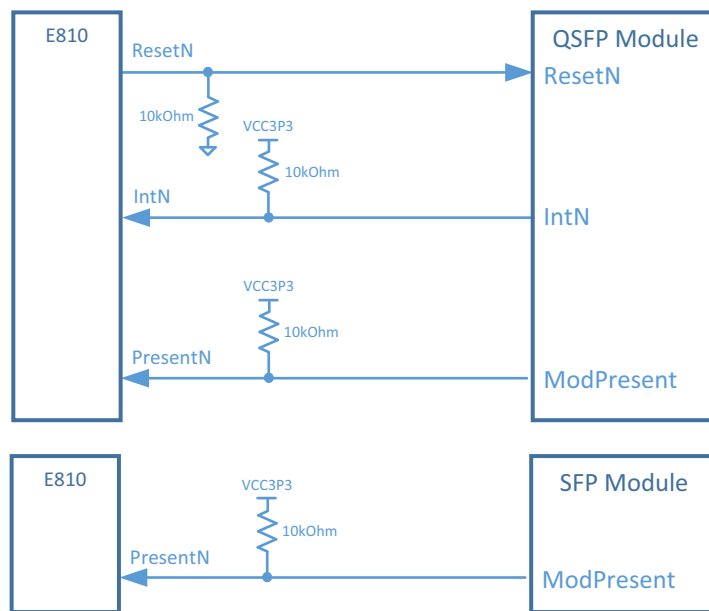 E810
QSFP Module
ResetN
ResetN
10kOhm
VCC3P3
10kOhm
IntN
IntN
VCC3P3
10kOhm
PresentN
ModPresent
E810
SFP Module
VCC3P3
10kOhm
PresentN
ModPresent